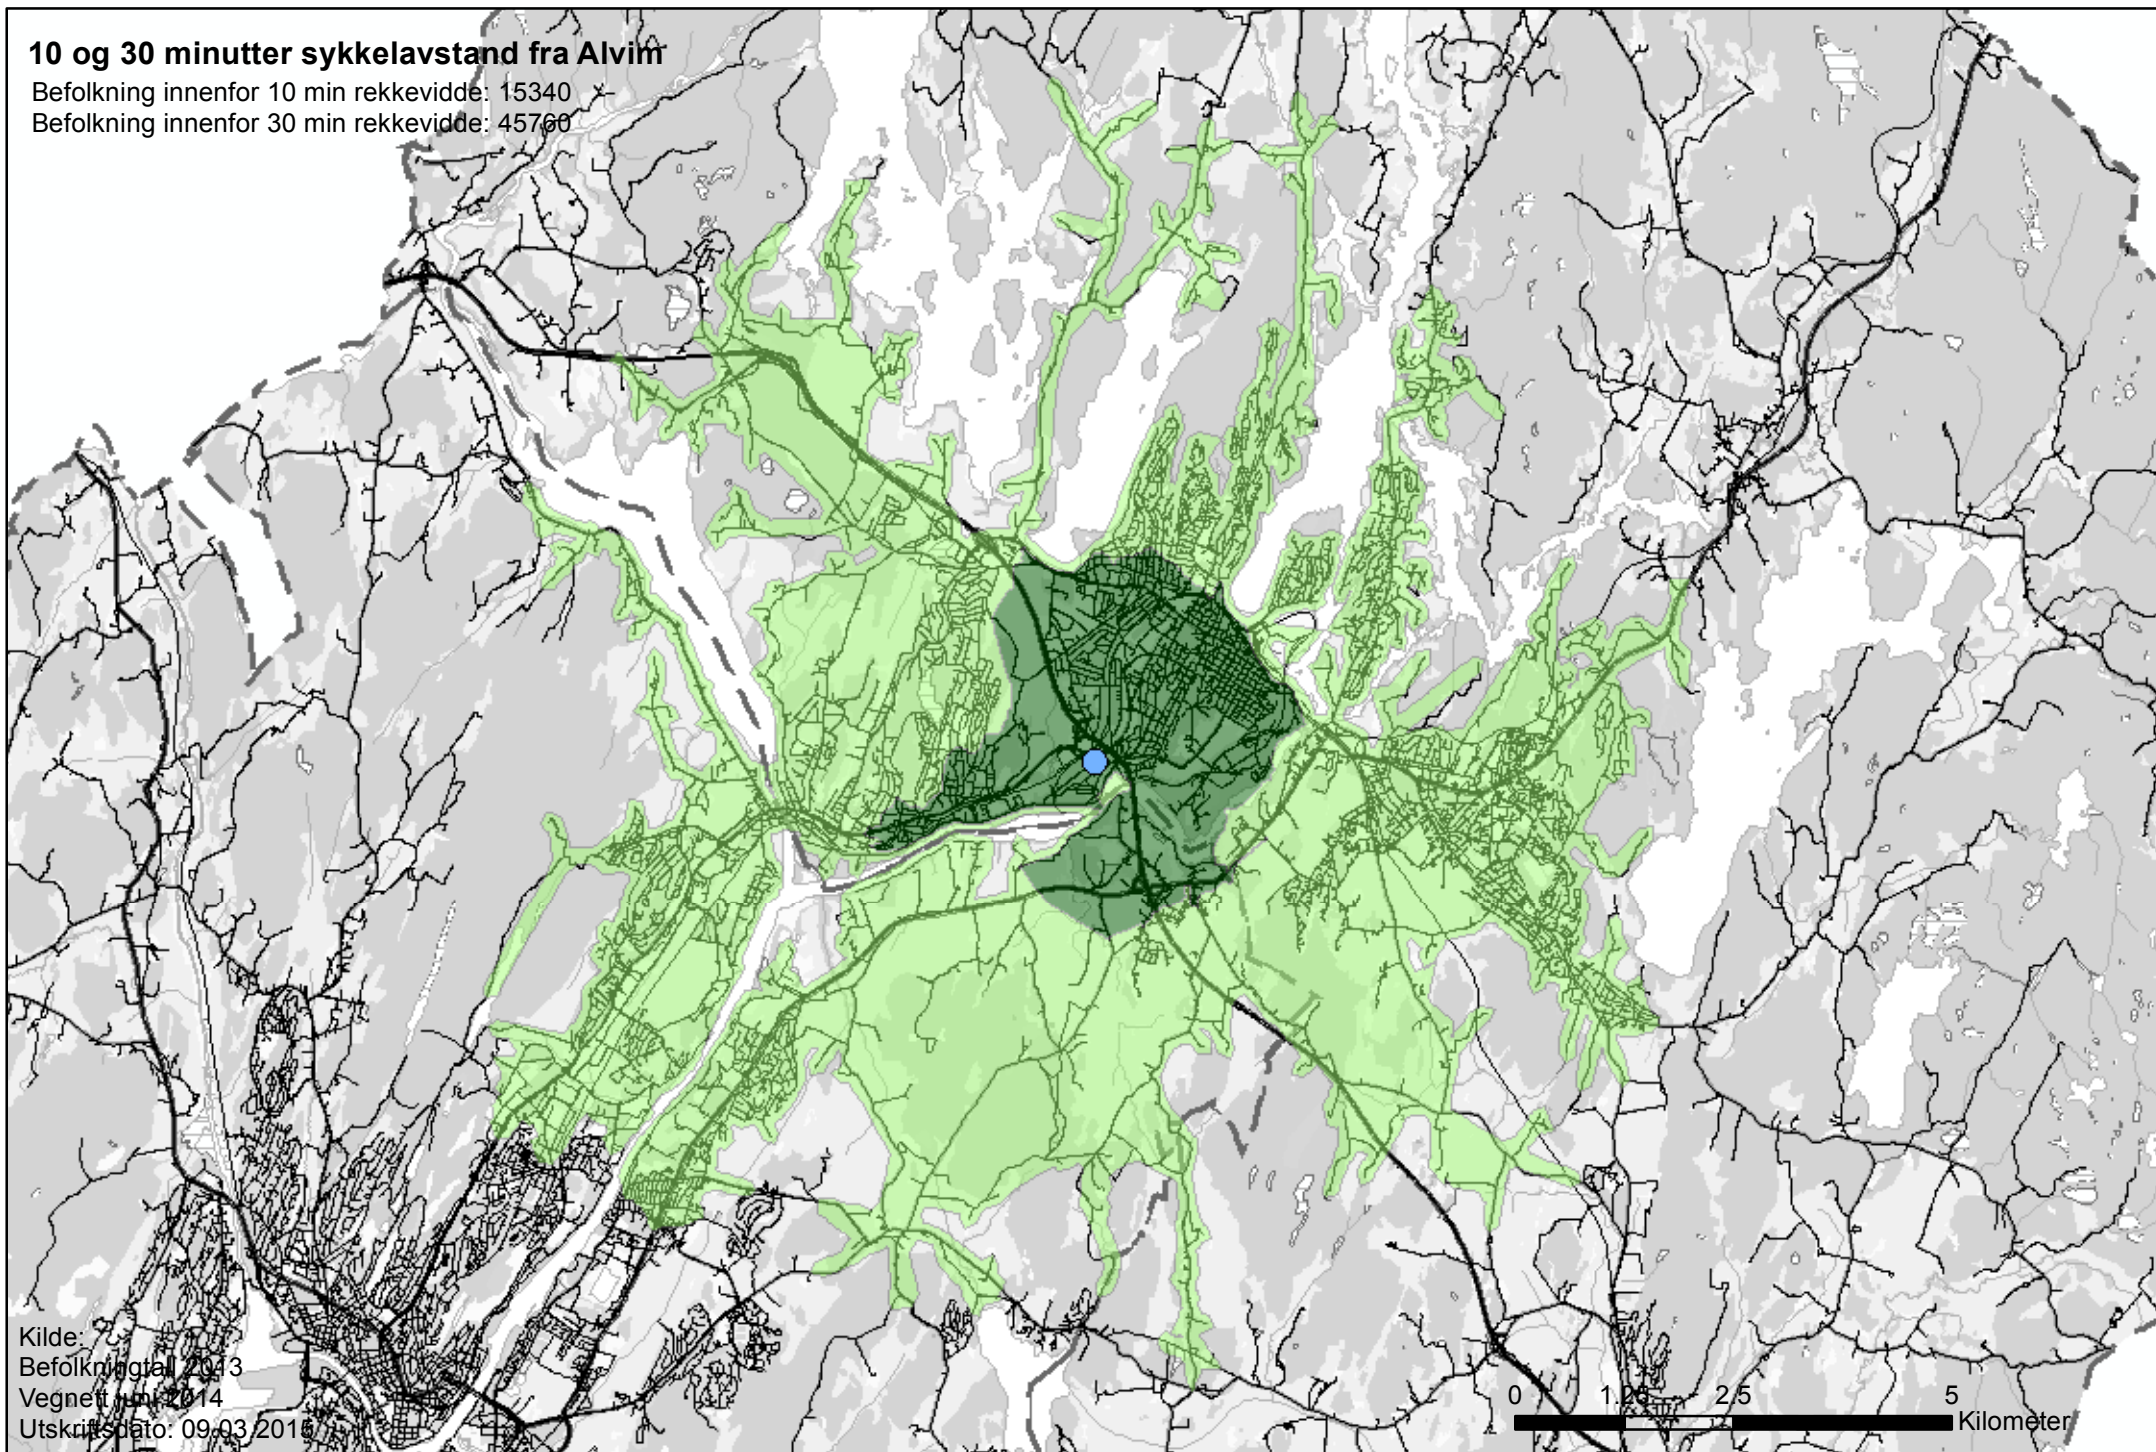 10 og 30 minutter sykkelavstand fra Alvim
Befolkning innenfor 10 min rekkevidde: 15340
Befolkning innenfor 30 min rekkevidde: 45760
Kilde:
Befolkningtall 2013
Vegnett juni 2014
Utskriftsdato: 09.03.2015
0 1.25 2.5 5
Kilometer